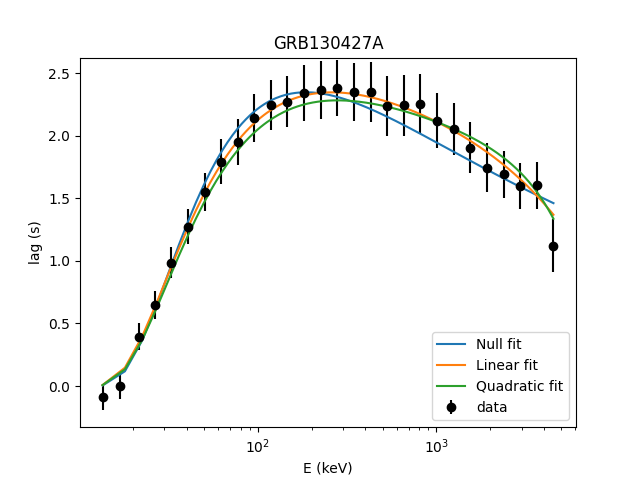 GRB130427A
2.5
2.0
1.5
1.0
0.5
0.0
lag (s)
10²
10³
E (keV)
Null fit
Linear fit
Quadratic fit
data